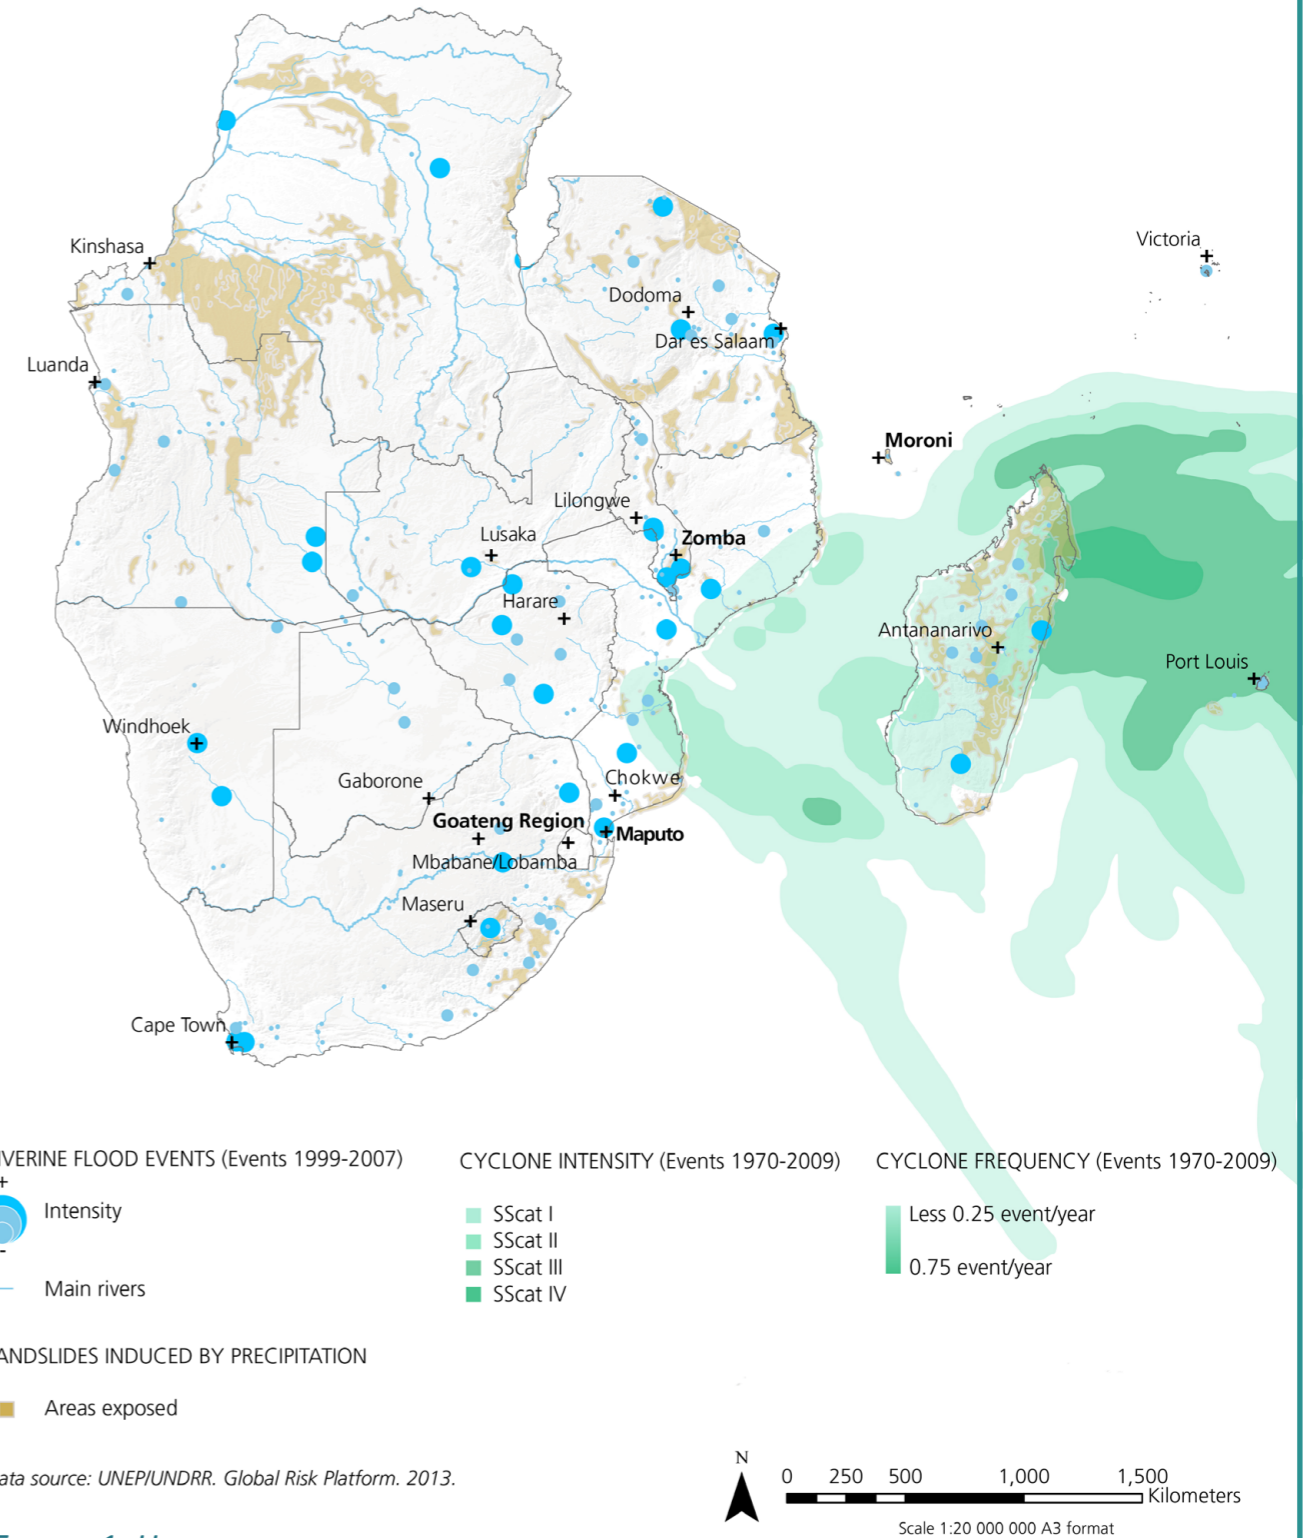 Victoria
Kinshasa
Dodoma
Dar es Salaam
Luanda
Moroni
Lilongwe
Lusaka
Zomba
Harare
Antananarivo
Port Louis
Windhoek
Gaborone
Chokwe
Goateng Region
Maputo
Mbabane/Lobamba
Maseru
Cape Town
IVERINE FLOOD EVENTS (Events 1999-2007)
+
Intensity
-
Main rivers
ANDSLIDES INDUCED BY PRECIPITATION
Areas exposed
CYCLONE INTENSITY (Events 1970-2009)
SScat I
SScat II
SScat III
SScat IV
CYCLONE FREQUENCY (Events 1970-2009)
Less 0.25 event/year
0.75 event/year
ata source: UNEP/UNDRR. Global Risk Platform. 2013.
N
0 250 500 1,000 1,500
Kilometers
Scale 1:20 000 000 A3 format